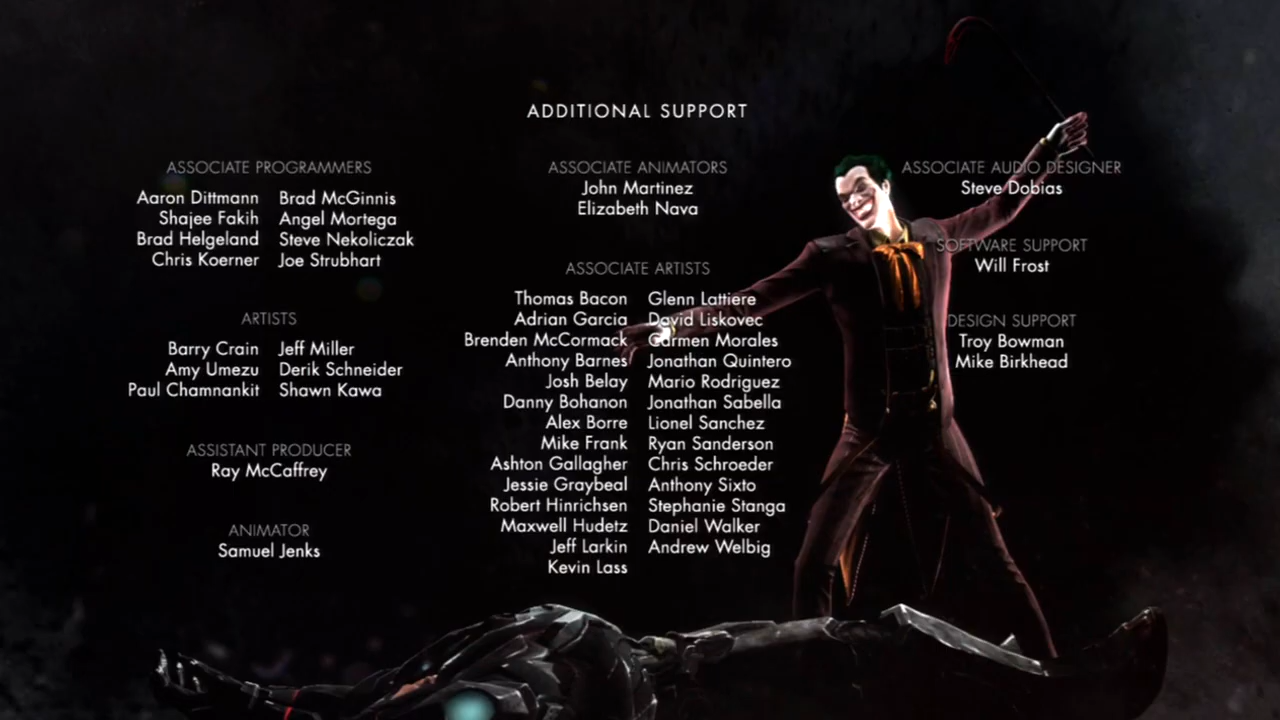 ADDITIONAL SUPPORT
ASSOCIATE PROGRAMMERS
Aaron Dittmann Brad McGinnis
Shajee Fakih Angel Mortega
Brad Helgeland Steve Nekoliczak
Chris Koerner Joe Strubhart
ARTISTS
Barry Crain Jeff Miller
Amy Umezu Derik Schneider
Paul Chamnankit Shawn Kawa
ASSISTANT PRODUCER
Ray McCaffrey
ANIMATOR
Samuel Jenks
ASSOCIATE ANIMATORS
John Martinez
Elizabeth Nava
ASSOCIATE ARTISTS
Thomas Bacon Glenn Lattiere
Adrian Garcia David Liskovec
Brenden McCormack Carmen Morales
Anthony Barnes Jonathan Quintero
Josh Belay Mario Rodriguez
Danny Bohanon Jonathan Sabella
Alex Borre Lionel Sanchez
Mike Frank Ryan Sanderson
Ashton Gallagher Chris Schroeder
Jessie Graybeal Anthony Sixto
Robert Hinrichsen Stephanie Stanga
Maxwell Hudetz Daniel Walker
Jeff Larkin Andrew Welbig
Kevin Lass
ASSOCIATE AUDIO DESIGNER
Steve Dobias
SOFTWARE SUPPORT
Will Frost
DESIGN SUPPORT
Troy Bowman
Mike Birkhead